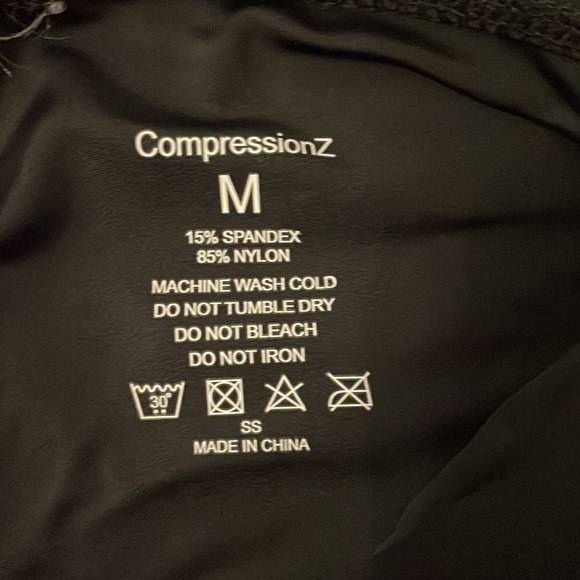 CompressionZ
M
15% SPANDEX
85% NYLON
MACHINE WASH COLD
DO NOT TUMBLE DRY
DO NOT BLEACH
DO NOT IRON
30°
SS
MADE IN CHINA